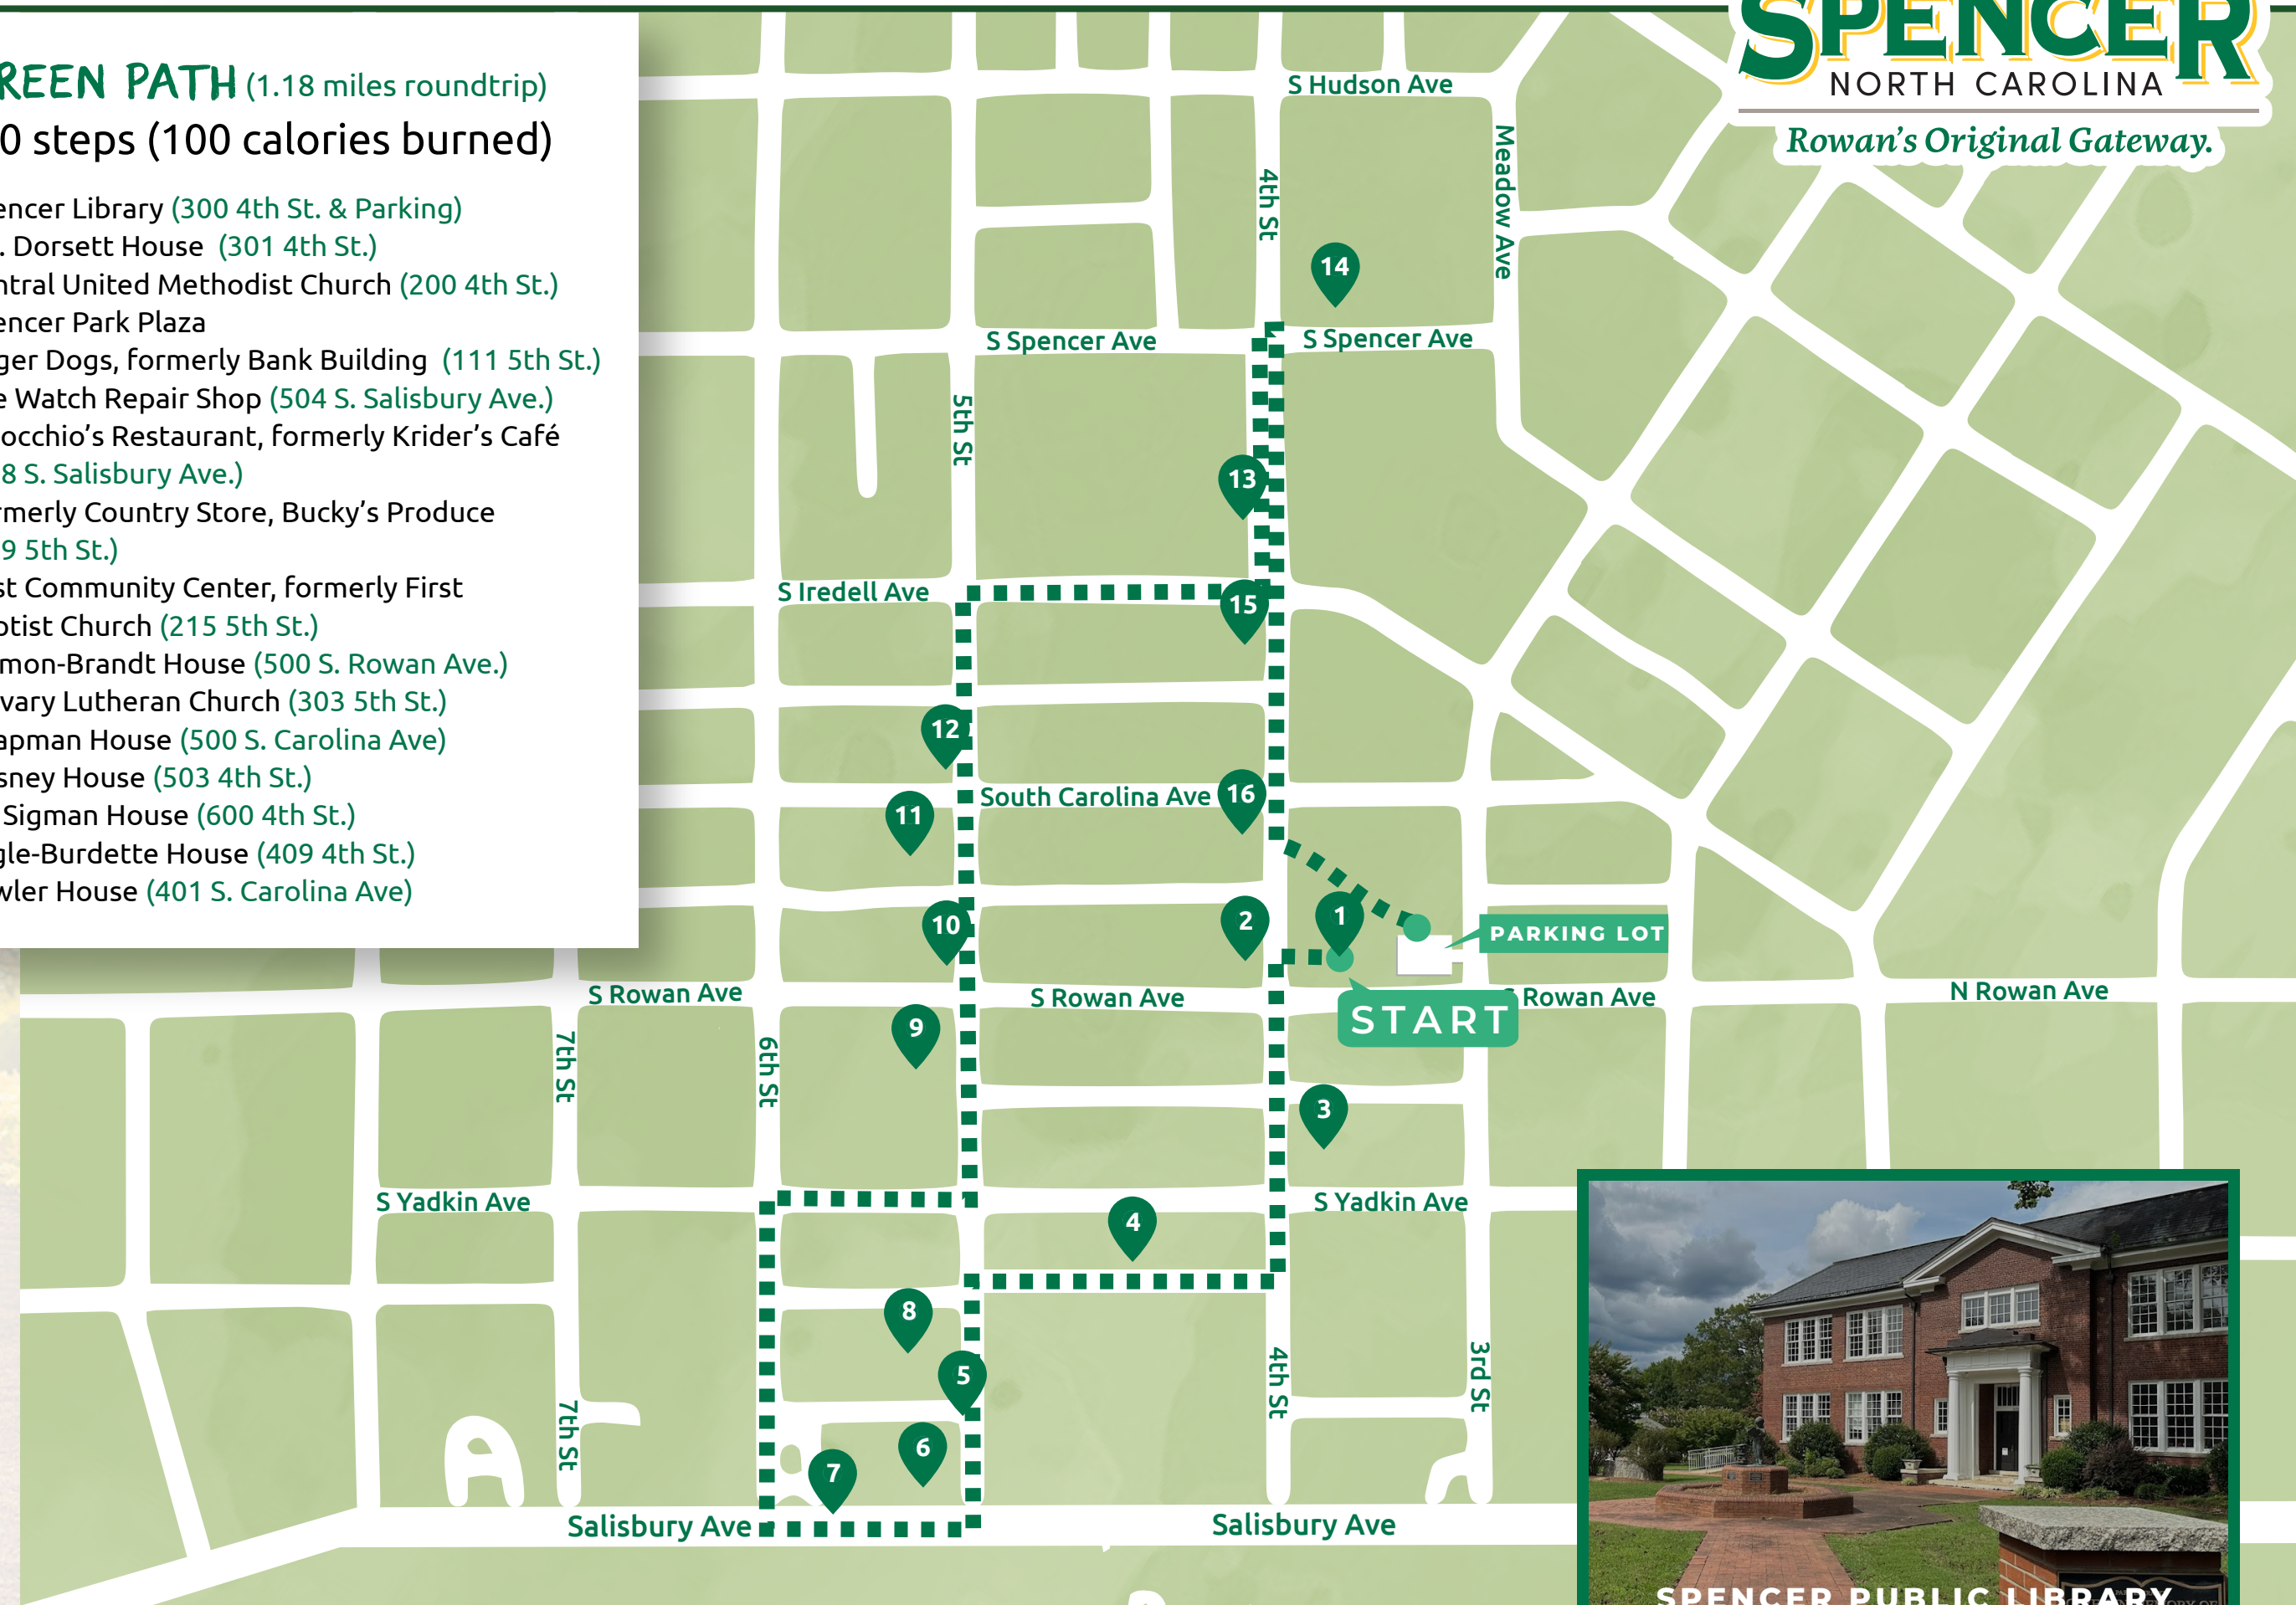 REEN PATH (1.18 miles roundtrip)
0 steps (100 calories burned)
encer Library (300 4th St. & Parking)
. Dorsett House (301 4th St.)
ntral United Methodist Church (200 4th St.)
encer Park Plaza
ger Dogs, formerly Bank Building (111 5th St.)
e Watch Repair Shop (504 S. Salisbury Ave.)
occhio's Restaurant, formerly Krider's Café
8 S. Salisbury Ave.)
rmerly Country Store, Bucky's Produce
9 5th St.)
st Community Center, formerly First
ptist Church (215 5th St.)
mon-Brandt House (500 S. Rowan Ave.)
vary Lutheran Church (303 5th St.)
apman House (500 S. Carolina Ave)
sney House (503 4th St.)
Sigman House (600 4th St.)
gle-Burdette House (409 4th St.)
wler House (401 S. Carolina Ave)
SPENCER
NORTH CAROLINA
Rowan's Original Gateway.
S Hudson Ave
Meadow Ave
4th St
14
S Spencer Ave
S Spencer Ave
5th St
13
S Iredell Ave
15
12
South Carolina Ave
16
11
10
2
1
PARKING LOT
S Rowan Ave
S Rowan Ave
S Rowan Ave
N Rowan Ave
START
9
7th St
6th St
3
S Yadkin Ave
4
S Yadkin Ave
8
5
4th St
3rd St
7th St
6
7
Salisbury Ave
Salisbury Ave
SPENCER PUBLIC LIBRARY